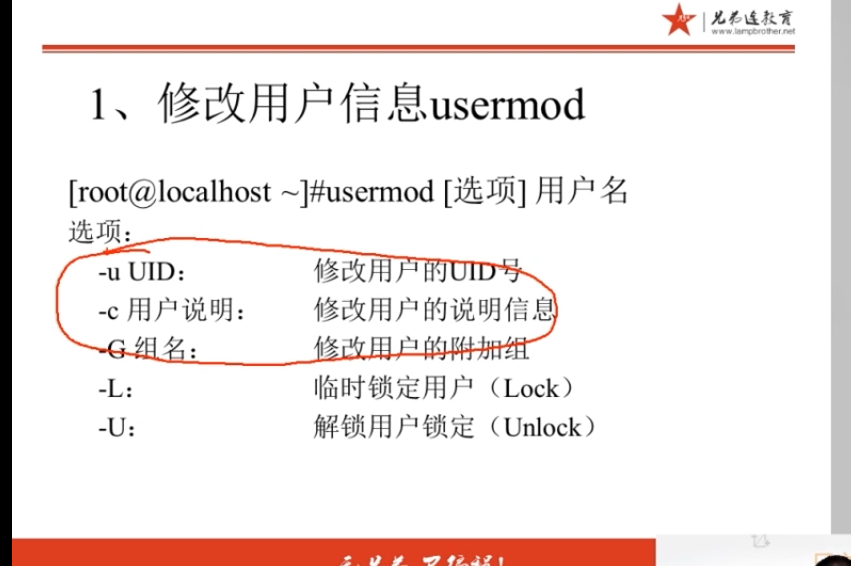 兄弟连教育
www.lampbrother.net
1、修改用户信息usermod
[root@localhost ~]#usermod [选项] 用户名
选项：
-u UID： 修改用户的UID号
-c 用户说明： 修改用户的说明信息
-G 组名： 修改用户的附加组
-L： 临时锁定用户（Lock）
-U： 解锁用户锁定（Unlock）